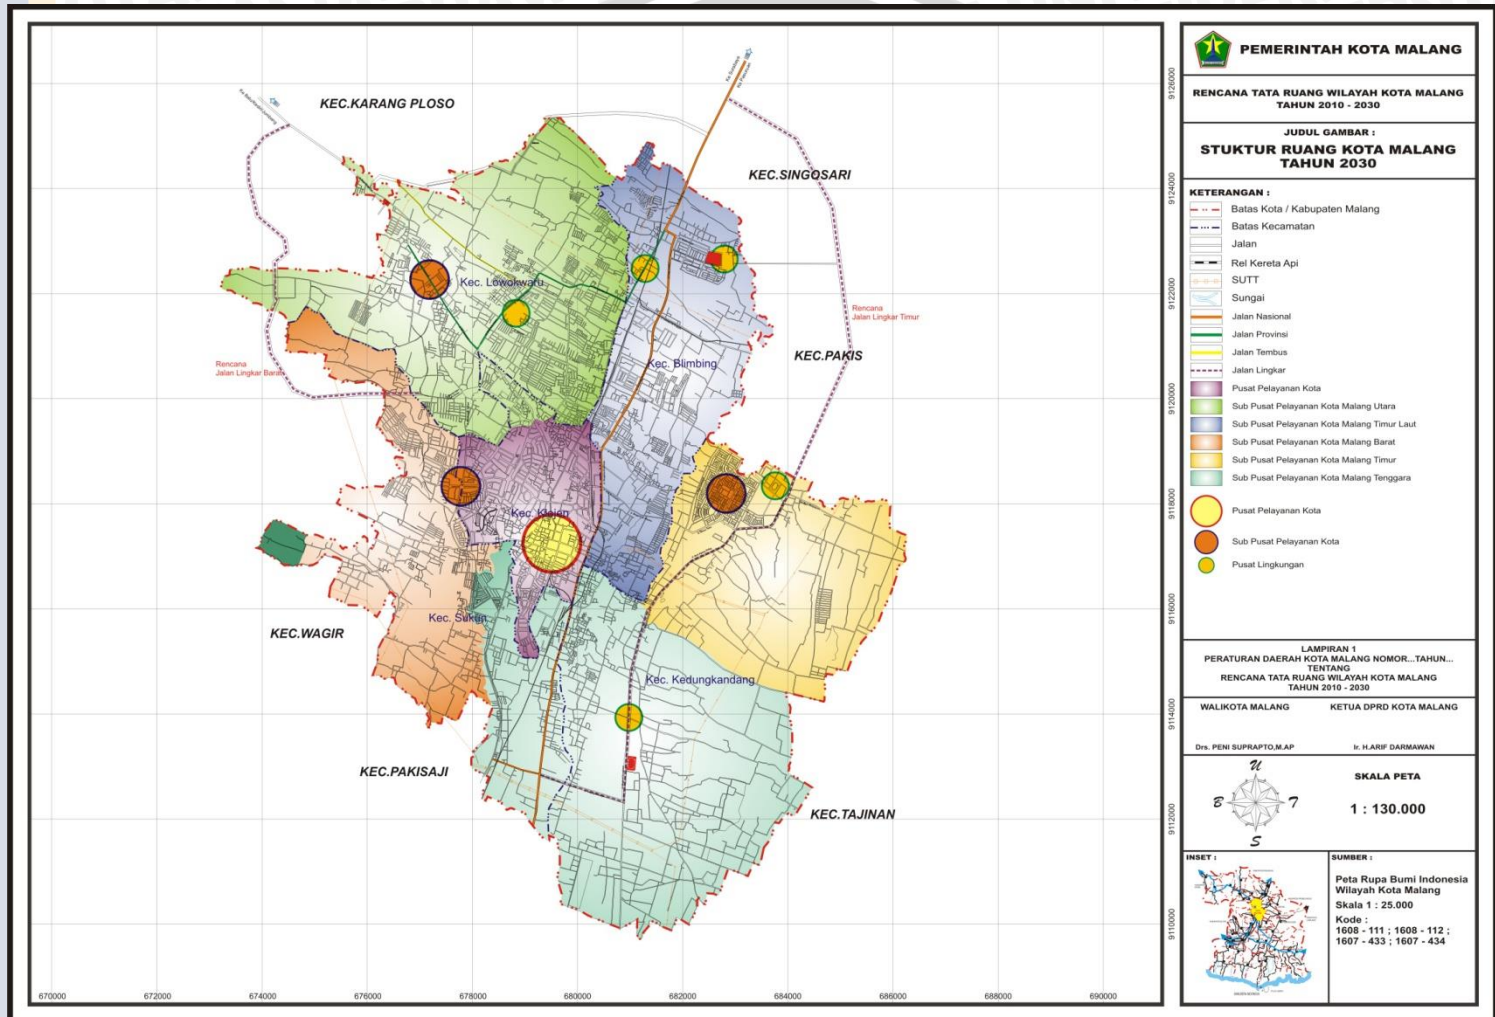 KEC.KARANG PLOSO
Ke Surabaya
KEC.SINGOSARI
Kec. Lowokwaru
Rencana
Jalan Lingkar Timur
KEC.PAKIS
Kec. Blimbing
Rencana
Jalan Lingkar Barat
Kec. Klojen
Kec. Sukun
KEC.WAGIR
Kec. Kedungkandang
KEC.PAKISAJI
KEC.TAJINAN
9126000
9124000
9122000
9120000
9118000
9116000
9114000
9112000
9110000
670000
672000
674000
676000
678000
680000
682000
684000
686000
688000
690000
PEMERINTAH KOTA MALANG
RENCANA TATA RUANG WILAYAH KOTA MALANG
TAHUN 2010 - 2030
JUDUL GAMBAR :
STUKTUR RUANG KOTA MALANG
TAHUN 2030
KETERANGAN :
Batas Kota / Kabupaten Malang
Batas Kecamatan
Jalan
Rel Kereta Api
SUTT
Sungai
Jalan Nasional
Jalan Provinsi
Jalan Tembus
Jalan Lingkar
Pusat Pelayanan Kota
Sub Pusat Pelayanan Kota Malang Utara
Sub Pusat Pelayanan Kota Malang Timur Laut
Sub Pusat Pelayanan Kota Malang Barat
Sub Pusat Pelayanan Kota Malang Timur
Sub Pusat Pelayanan Kota Malang Tenggara
Pusat Pelayanan Kota
Sub Pusat Pelayanan Kota
Pusat Lingkungan
LAMPIRAN 1
PERATURAN DAERAH KOTA MALANG NOMOR...TAHUN...
TENTANG
RENCANA TATA RUANG WILAYAH KOTA MALANG
TAHUN 2010 - 2030
WALIKOTA MALANG
KETUA DPRD KOTA MALANG
Drs. PENI SUPRAPTO,M.AP
Ir. H.ARIF DARMAWAN
U
B
T
S
SKALA PETA
1 : 130.000
INSET :
SUMBER :
Peta Rupa Bumi Indonesia
Wilayah Kota Malang
Skala 1 : 25.000
Kode :
1608 - 111 ; 1608 - 112 ;
1607 - 433 ; 1607 - 434